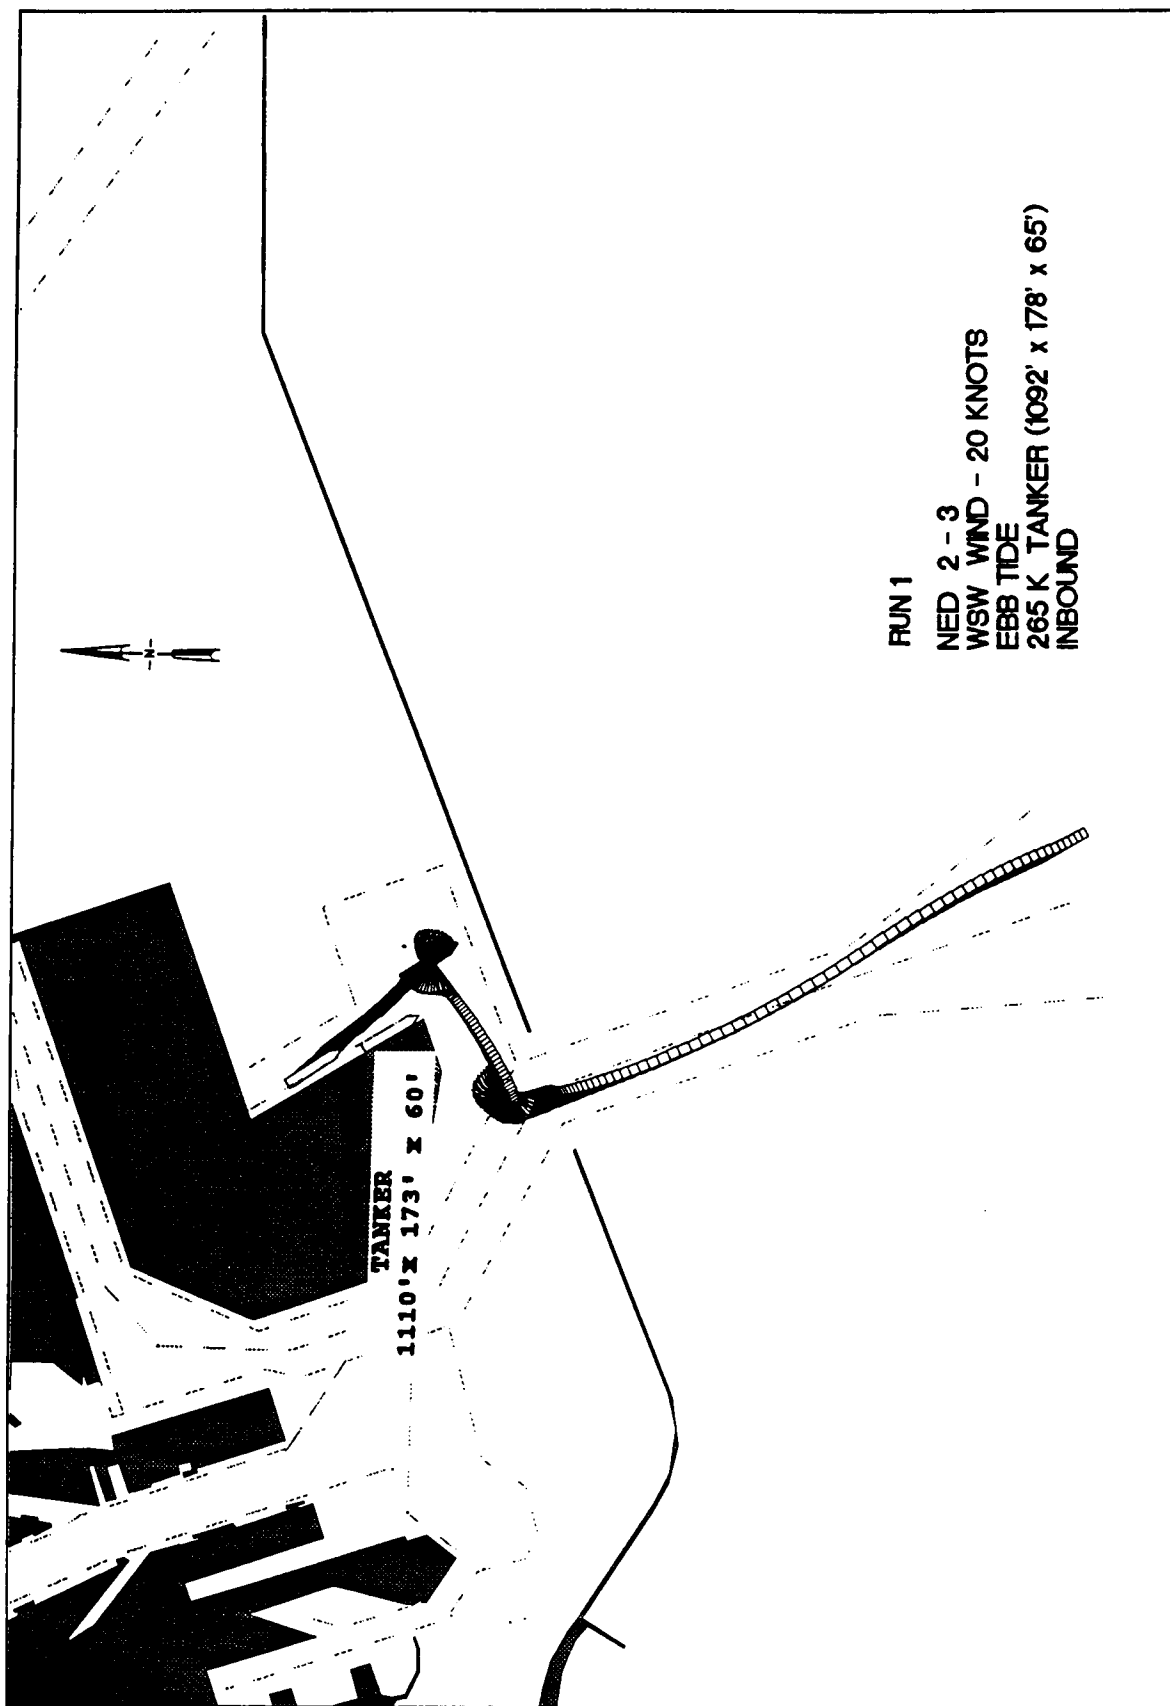 N
TANKER
1110'X 173' X 60'
RUN 1
NED 2 - 3
WSW WIND - 20 KNOTS
EBB TIDE
265 K TANKER (1092' x 178' x 65')
INBOUND